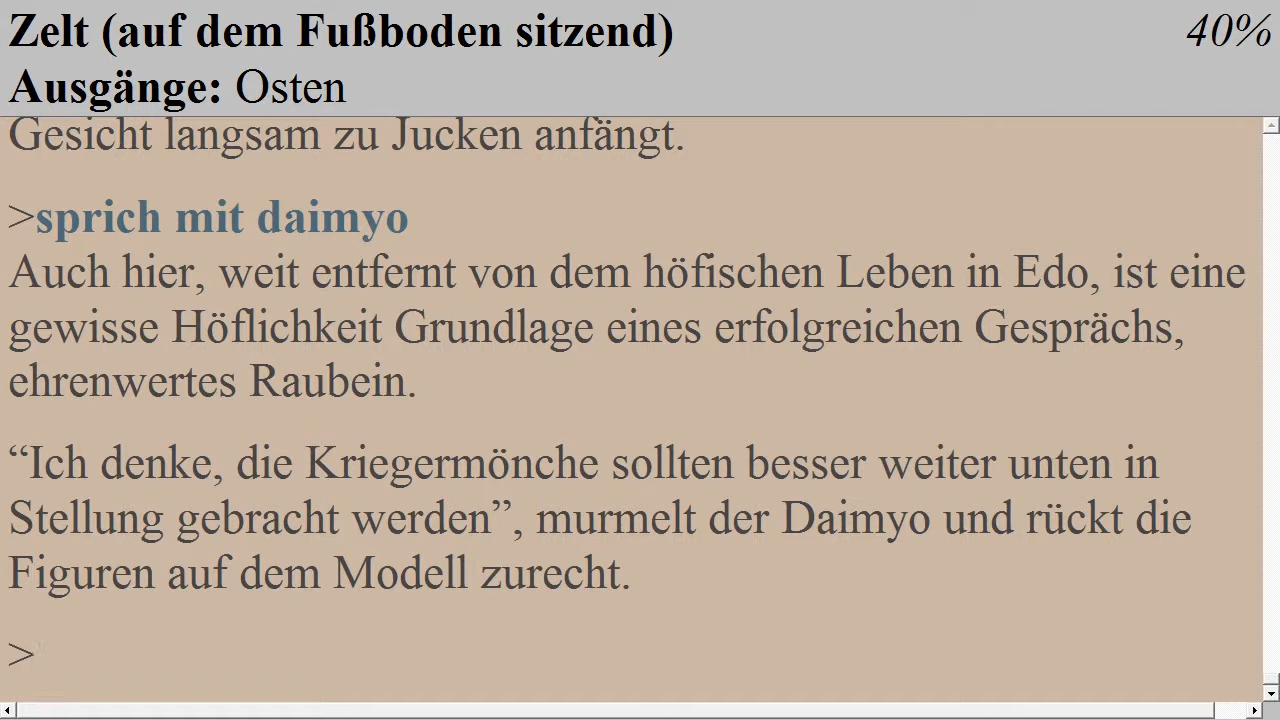 Zelt (auf dem Fußboden sitzend) 40%
Ausgänge: Osten
Gesicht langsam zu Jucken anfängt.
>sprich mit daimyo
Auch hier, weit entfernt von dem höfischen Leben in Edo, ist eine
gewisse Höflichkeit Grundlage eines erfolgreichen Gesprächs,
ehrenwertes Raubein.
“Ich denke, die Kriegermönche sollten besser weiter unten in
Stellung gebracht werden”, murmelt der Daimyo und rückt die
Figuren auf dem Modell zurecht.
>